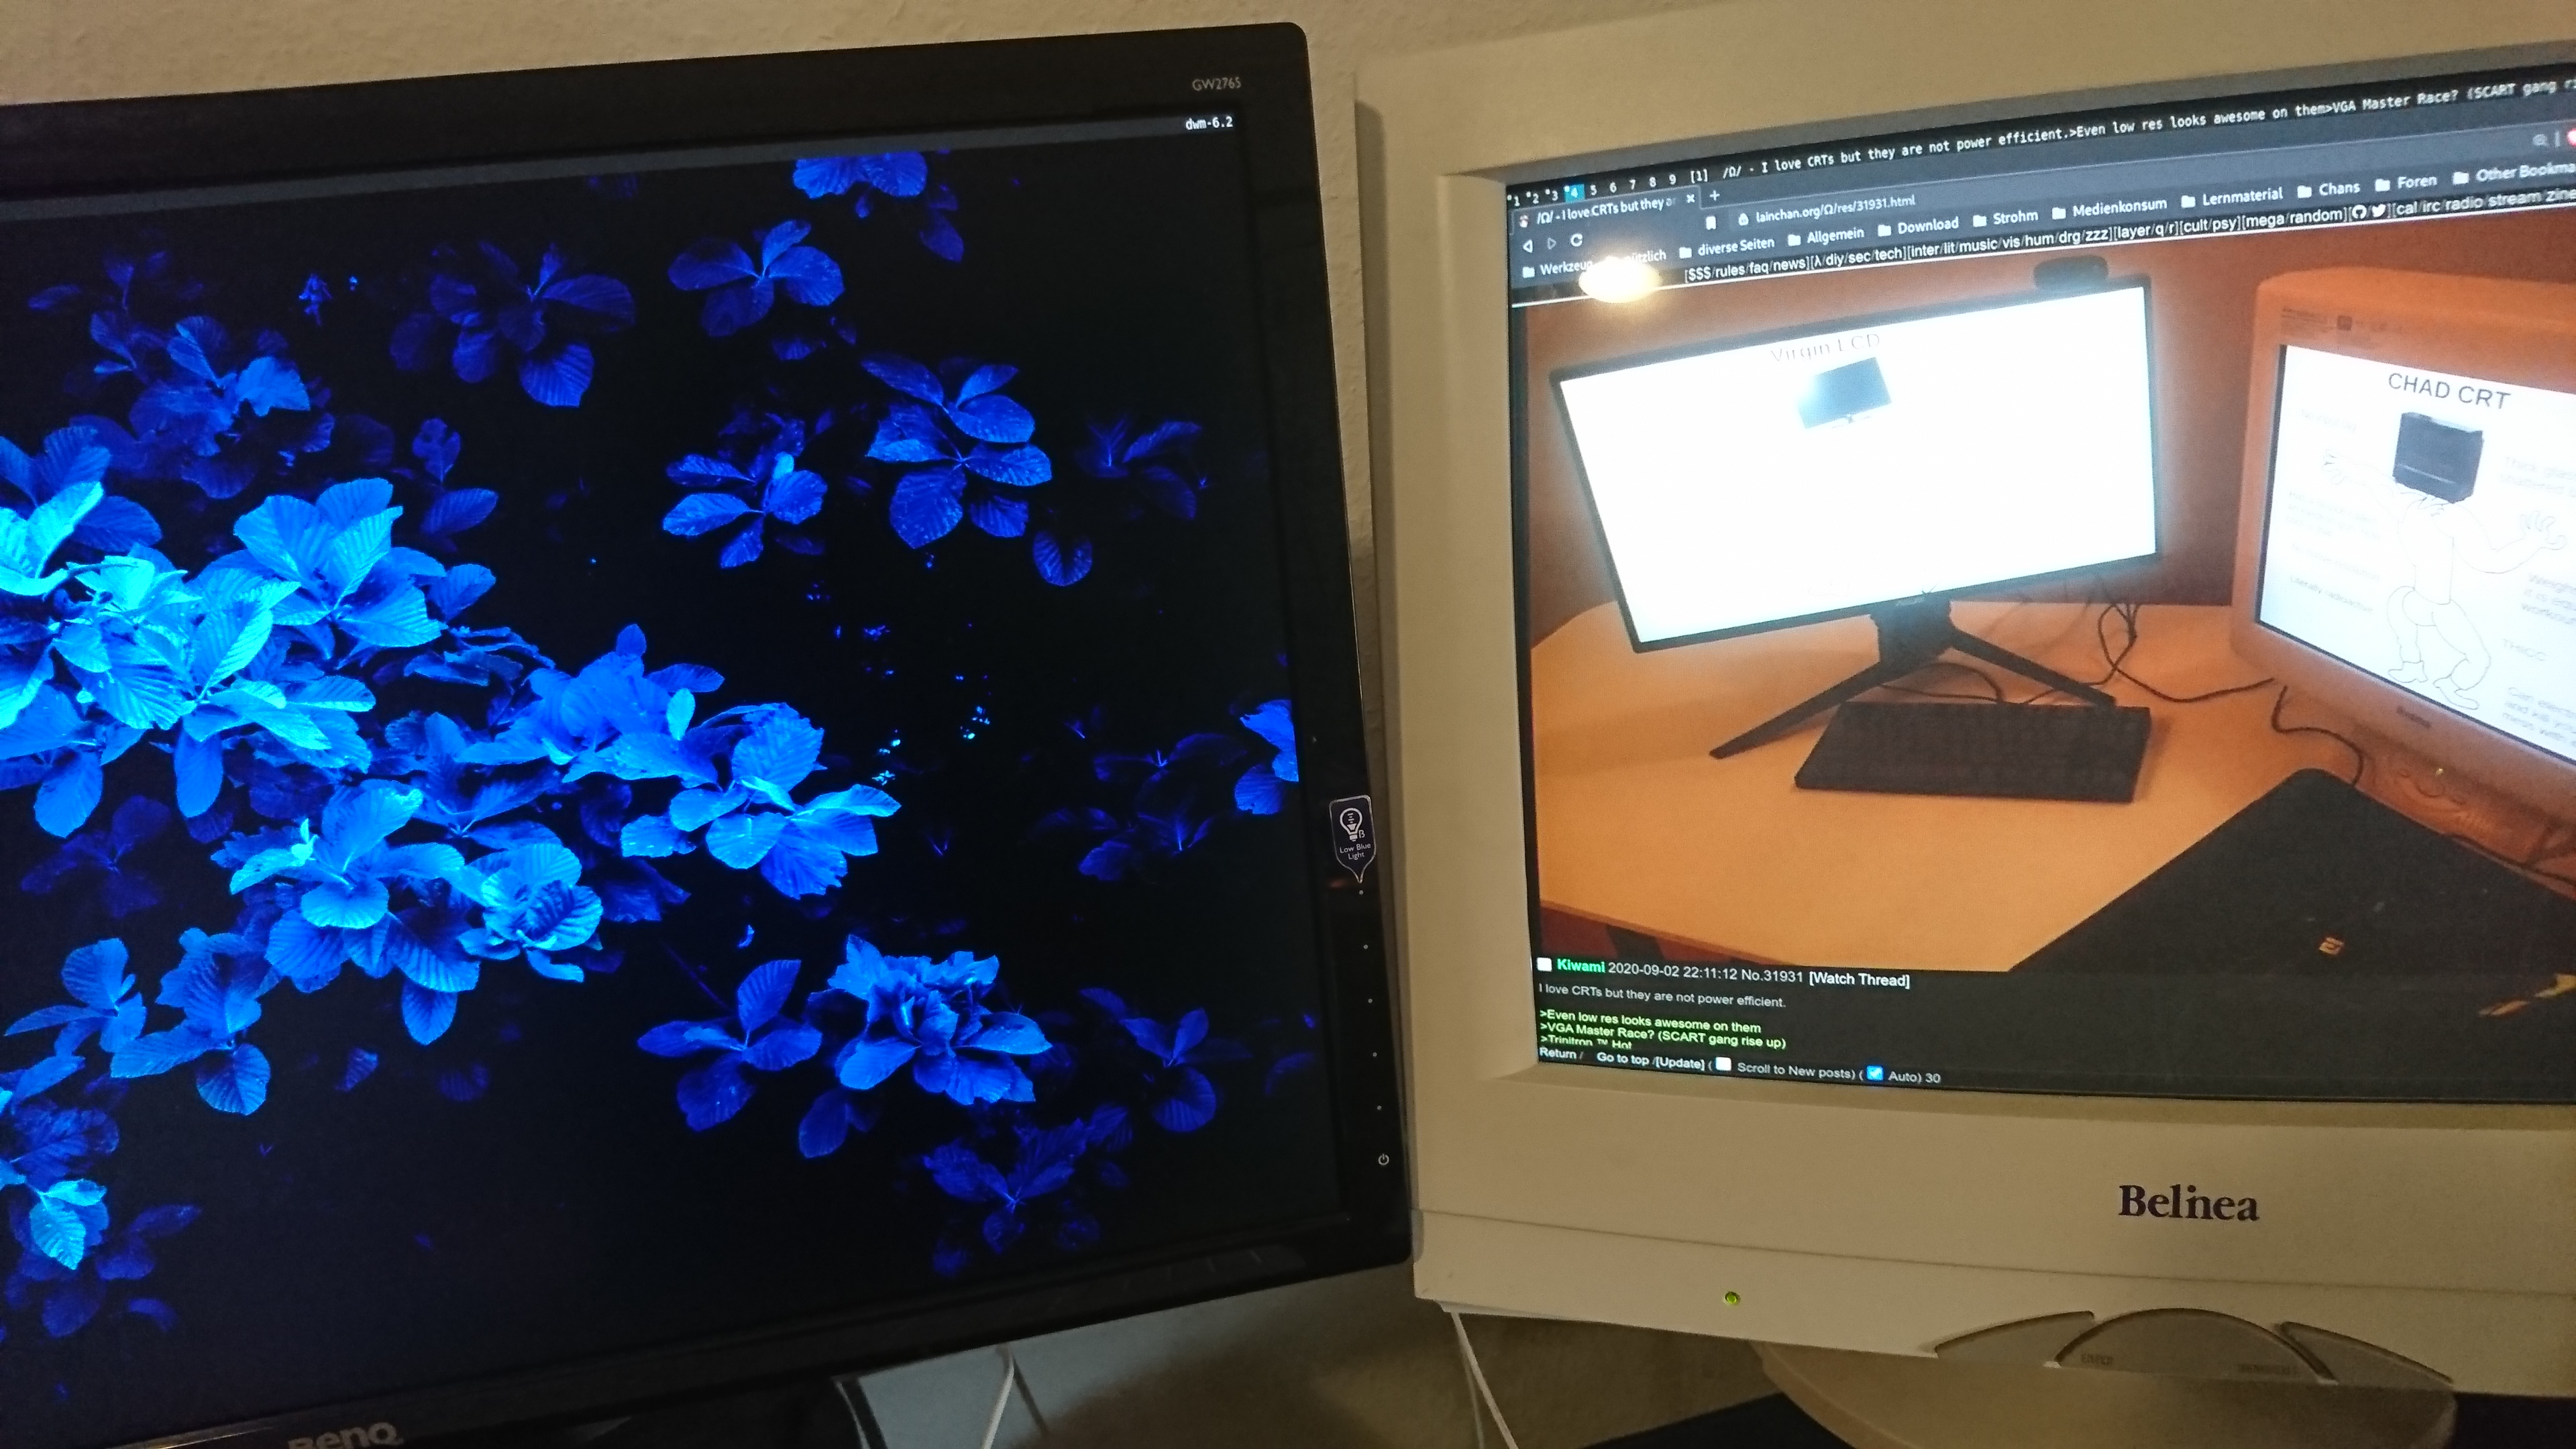 GW2765
dwm-6.2
Low Blue
Light
BenQ
1 2 3 4 5 6 7 8 9 [1] /Ω/ - I love CRTs but they are not power efficient.>Even low res looks awesome on them>VGA Master Race? (SCART gang
/Ω/ - I love CRTs but they
lainchan.org/Ω/res/31931.html
Werkzeug diverse Seiten Allgemein Download Strohm Medienkonsum Lernmaterial Chans Foren Other Bookma
[$$$/rules/faq/news][λ/diy/sec/tech][inter/lit/music/vis/hum/drg/zzz][layer/q/r][cult/psy][mega/random][cal/irc/radio/stream/zine
Virgin LCD
CHAD CRT
Kiwami 2020-09-02 22:11:12 No.31931 [Watch Thread]
I love CRTs but they are not power efficient.
>Even low res looks awesome on them
>VGA Master Race? (SCART gang rise up)
>Trinitron ™ Hot
Return / Go to top /[Update] ( Scroll to New posts) ( Auto) 30
Belinea